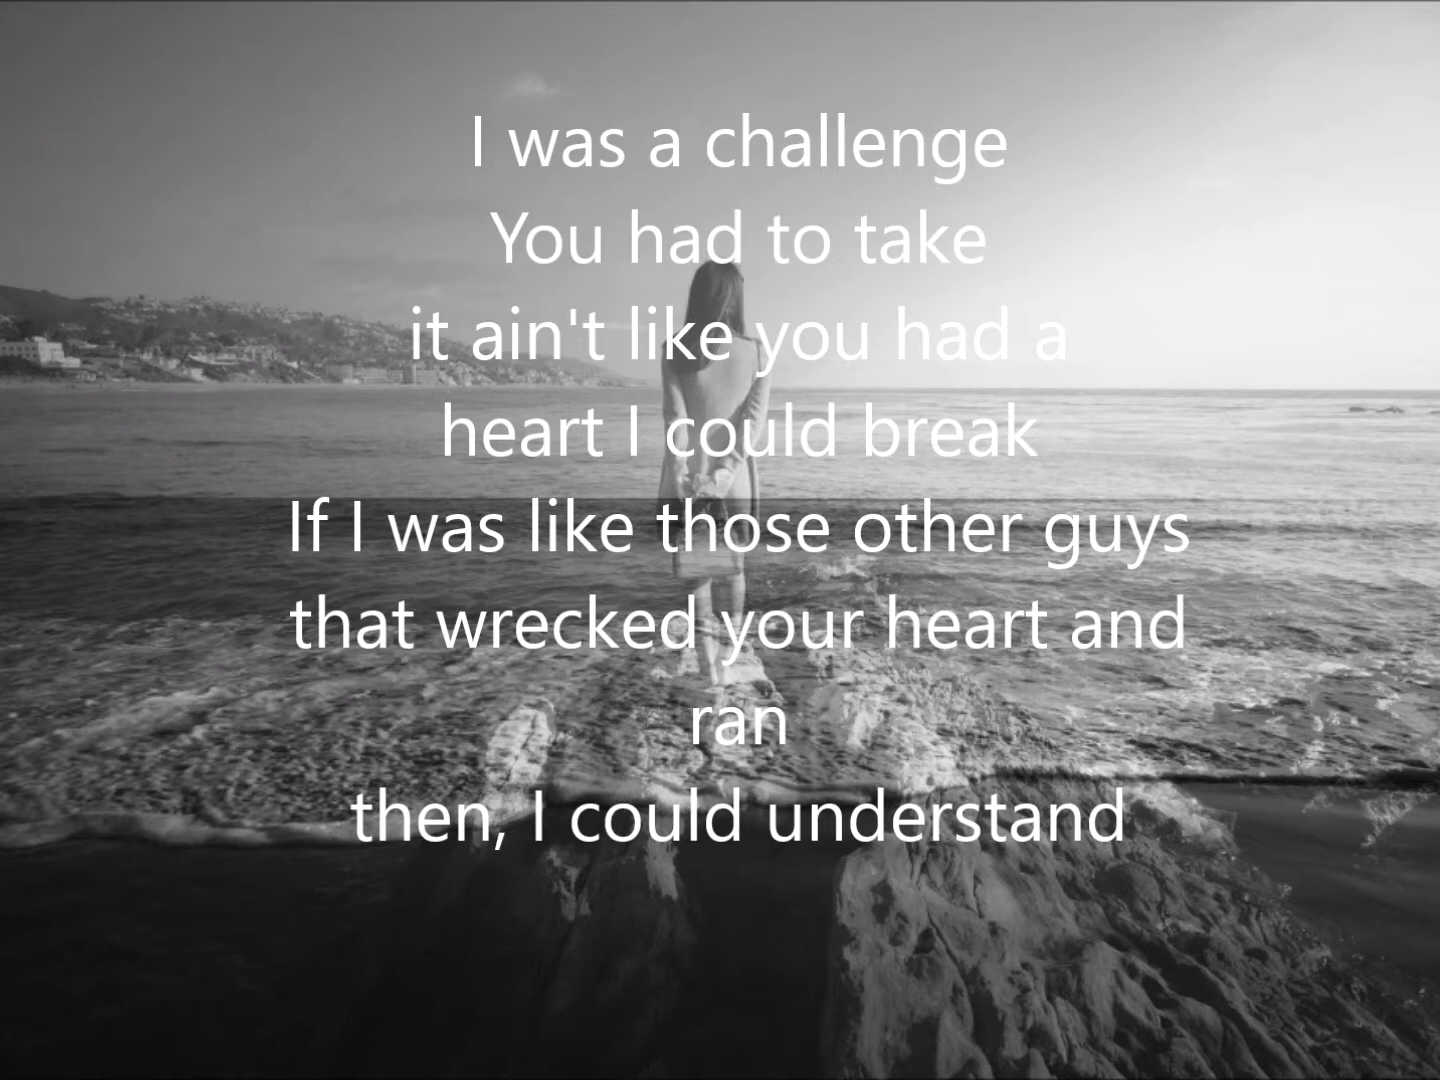 I was a challenge
You had to take
it ain't like you had a
heart I could break
If I was like those other guys
that wrecked your heart and
ran
then, I could understand